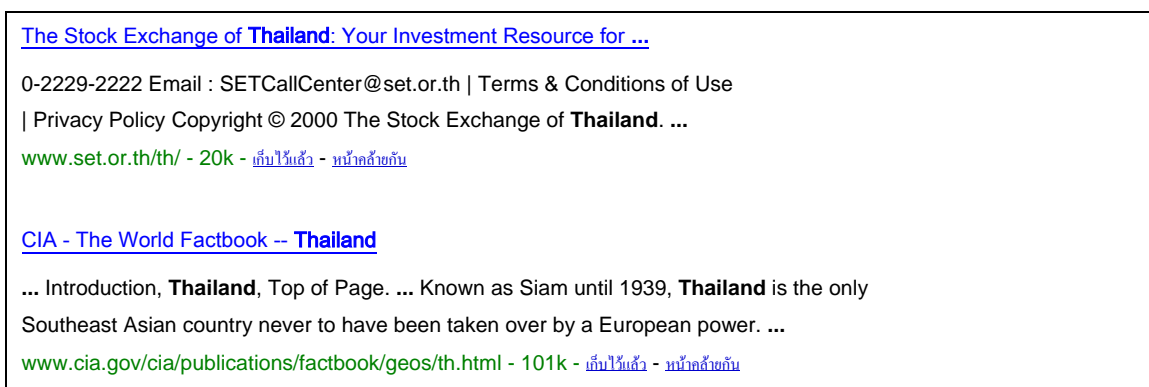 The Stock Exchange of Thailand: Your Investment Resource for ...
0-2229-2222 Email : SETCallCenter@set.or.th | Terms & Conditions of Use
| Privacy Policy Copyright © 2000 The Stock Exchange of Thailand. ...
www.set.or.th/th/ - 20k - เก็บไว้แล้ว - หน้าคล้ายกัน
CIA - The World Factbook -- Thailand
... Introduction, Thailand, Top of Page. ... Known as Siam until 1939, Thailand is the only
Southeast Asian country never to have been taken over by a European power. ...
www.cia.gov/cia/publications/factbook/geos/th.html - 101k - เก็บไว้แล้ว - หน้าคล้ายกัน